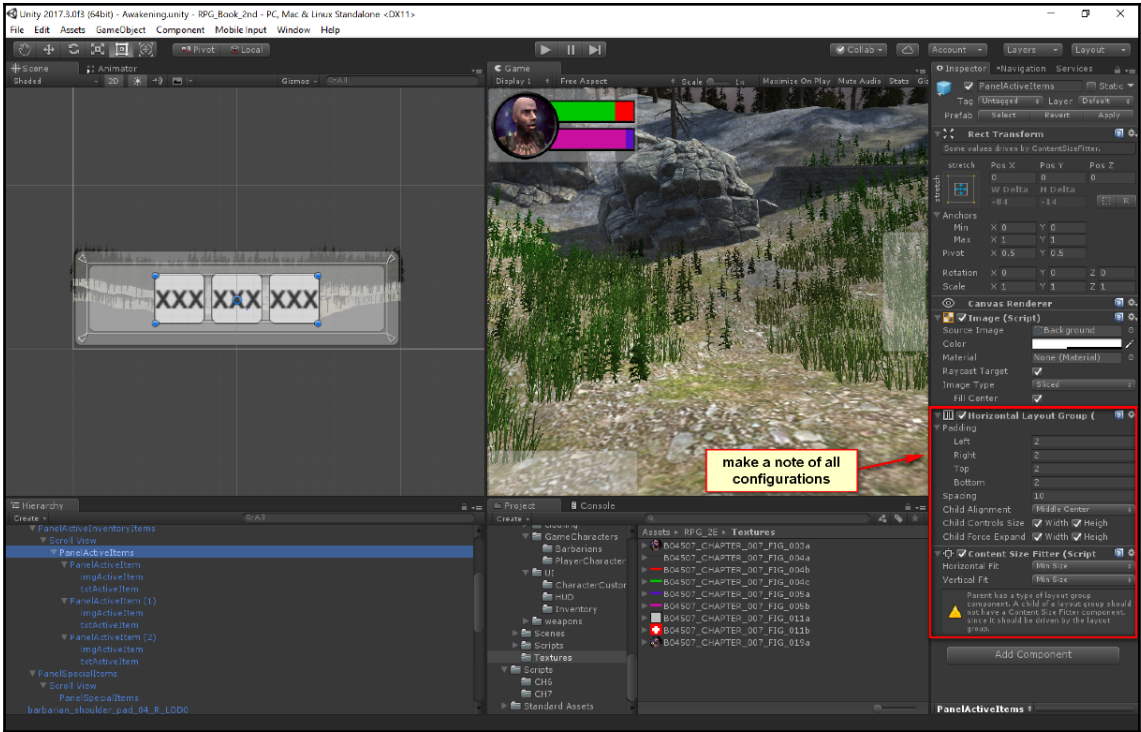 Unity 2017.3.0f3 (64bit) - Awakening.unity - RPG_Book_2nd - PC, Mac & Linux Standalone <DX11>
File Edit Assets GameObject Component Mobile Input Window Help
Pivot Local Collab Account Layers Layout
Scene Animator
Shaded 2D Gizmos All
XXX XXX XXX
Game
Display 1 Free Aspect Scale 1x Maximize On Play Mute Audio Stats Giz
make a note of all
configurations
Inspector Navigation Services
PanelActiveItems Static
Tag Untagged Layer Default
Prefab Select Revert Apply
Rect Transform
Some values driven by ContentSizeFitter.
stretch Pos X Pos Y Pos Z
stretch 0 0 0
W Delta H Delta
-84 -14 R
Anchors
Min X 0 Y 0
Max X 1 Y 1
Pivot X 0.5 Y 0.5
Rotation X 0 Y 0 Z 0
Scale X 1 Y 1 Z 1
Canvas Renderer
Image (Script)
Source Image Background
Color
Material None (Material)
Raycast Target
Image Type Sliced
Fill Center
Horizontal Layout Group (
Padding
Left 2
Right 2
Top 2
Bottom 2
Spacing 10
Child Alignment Middle Center
Child Controls Size Width Heigh
Child Force Expand Width Heigh
Content Size Fitter (Script
Horizontal Fit Min Size
Vertical Fit Min Size
Parent has a type of layout group
component. A child of a layout group should
not have a Content Size Fitter component,
since it should be driven by the layout
group.
Add Component
PanelActiveItems
Hierarchy
Create All
PanelActiveInventoryItems
Scroll View
PanelActiveItems
PanelActiveItem
imgActiveItem
txtActiveItem
PanelActiveItem (1)
imgActiveItem
txtActiveItem
PanelActiveItem (2)
imgActiveItem
txtActiveItem
PanelSpecialItems
Scroll View
PanelSpecialItems
barbarian_shoulder_pad_04_R_LOD0
Project Console
Create
clothing
GameCharacters
Barbarians
PlayerCharacter
UI
CharacterCustor
HUD
Inventory
weapons
Scenes
Scripts
Textures
Scripts
CH6
CH7
Standard Assets
Assets RPG_2E Textures
B04507_CHAPTER_007_FIG_003a
B04507_CHAPTER_007_FIG_004a
B04507_CHAPTER_007_FIG_004b
B04507_CHAPTER_007_FIG_004c
B04507_CHAPTER_007_FIG_005a
B04507_CHAPTER_007_FIG_005b
B04507_CHAPTER_007_FIG_011a
B04507_CHAPTER_007_FIG_011b
B04507_CHAPTER_007_FIG_019a